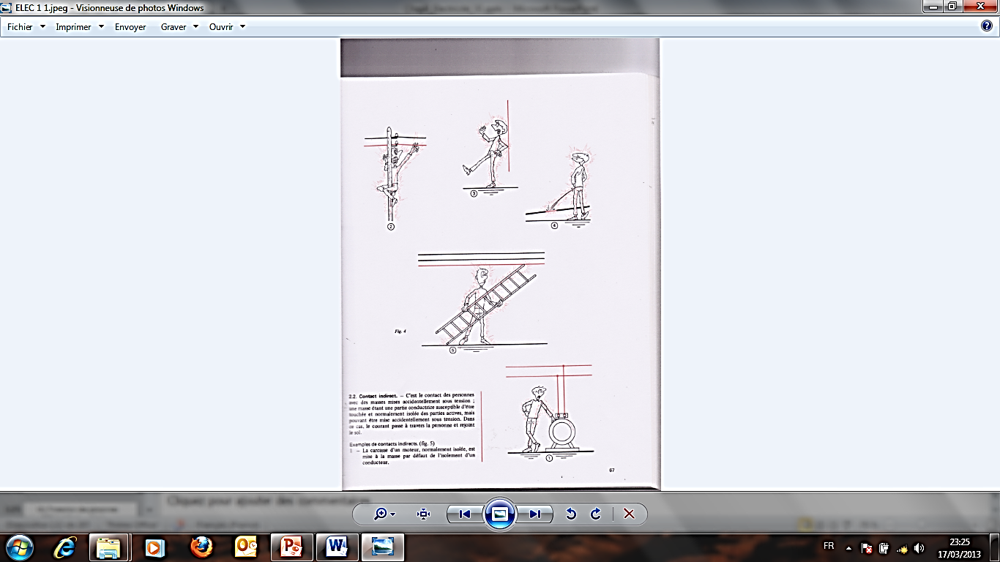 ELEC 1 1.jpeg - Visionneuse de photos Windows
Fichier Imprimer Envoyer Graver Ouvrir
2
3
4
Fig. 4
5
2.2. Contact indirect. — C'est le contact des personnes
avec des masses mises accidentellement sous tension ;
une masse étant une partie conductrice susceptible d'être
touchée et normalement isolée des parties actives, mais
pouvant être mise accidentellement sous tension. Dans
ce cas, le courant passe à travers la personne et rejoint
le sol.
Exemples de contacts indirects. (fig. 5)
1 — La carcasse d'un moteur, normalement isolée, est
mise à la masse par défaut de l'isolement d'un
conducteur.
1
67
Cliquez pour ajouter des commentaires
FR
23:25
17/03/2013